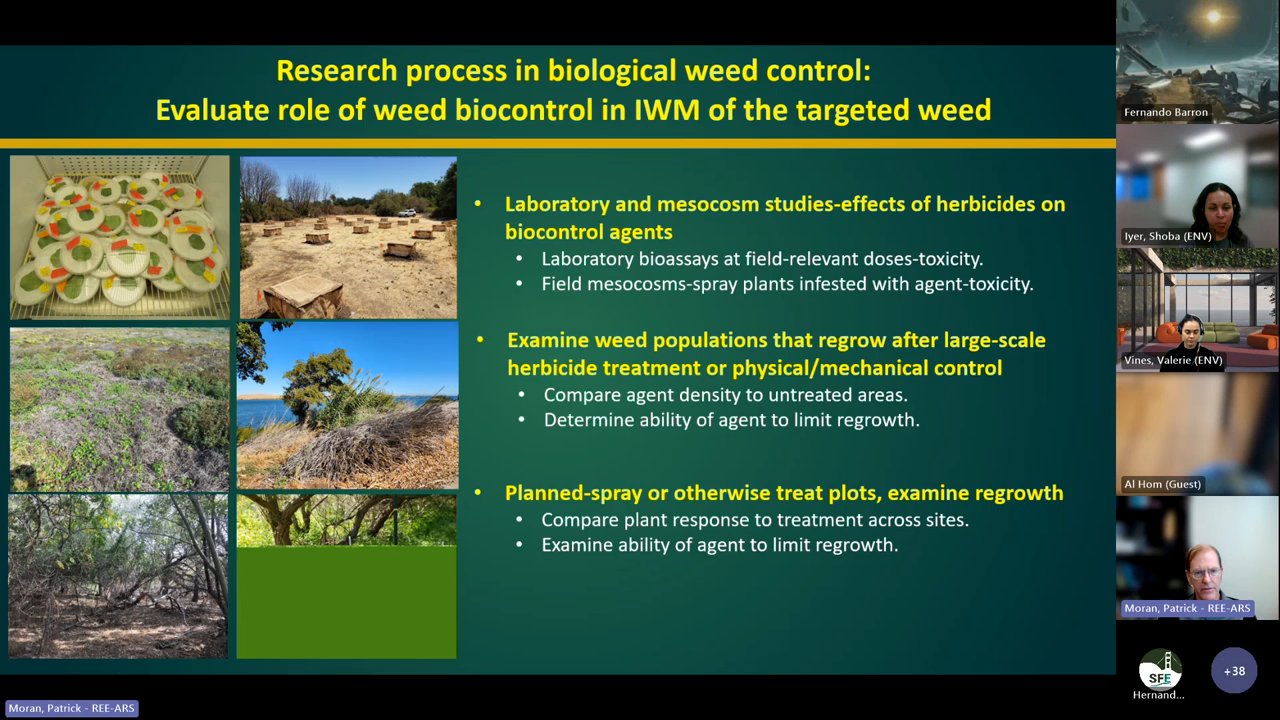 Research process in biological weed control:
Evaluate role of weed biocontrol in IWM of the targeted weed
• Laboratory and mesocosm studies-effects of herbicides on
biocontrol agents
• Laboratory bioassays at field-relevant doses-toxicity.
• Field mesocosms-spray plants infested with agent-toxicity.
• Examine weed populations that regrow after large-scale
herbicide treatment or physical/mechanical control
• Compare agent density to untreated areas.
• Determine ability of agent to limit regrowth.
• Planned-spray or otherwise treat plots, examine regrowth
• Compare plant response to treatment across sites.
• Examine ability of agent to limit regrowth.
Fernando Barron
Iyer, Shoba (ENV)
Vines, Valerie (ENV)
Al Hom (Guest)
Moran, Patrick - REE-ARS
SFE
Hernand...
+38
Moran, Patrick - REE-ARS